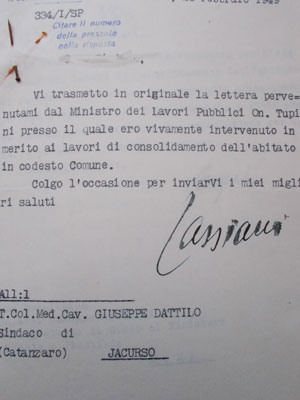 1949
334/I/SP
Citare il numero
della presente
nella risposta
Vi trasmetto in originale la lettera perve=
nutami dal Ministro dei Lavori Pubblici On. Tupi
ni presso il quale ero vivamente intervenuto in
merito ai lavori di consolidamento dell'abitato
in codesto Comune.
Colgo l'occasione per inviarVi i miei migli
ri saluti
Cassiani
All:1
T.Col.Med.Cav. GIUSEPPE DATTILO
Sindaco di
(Catanzaro) JACURSO